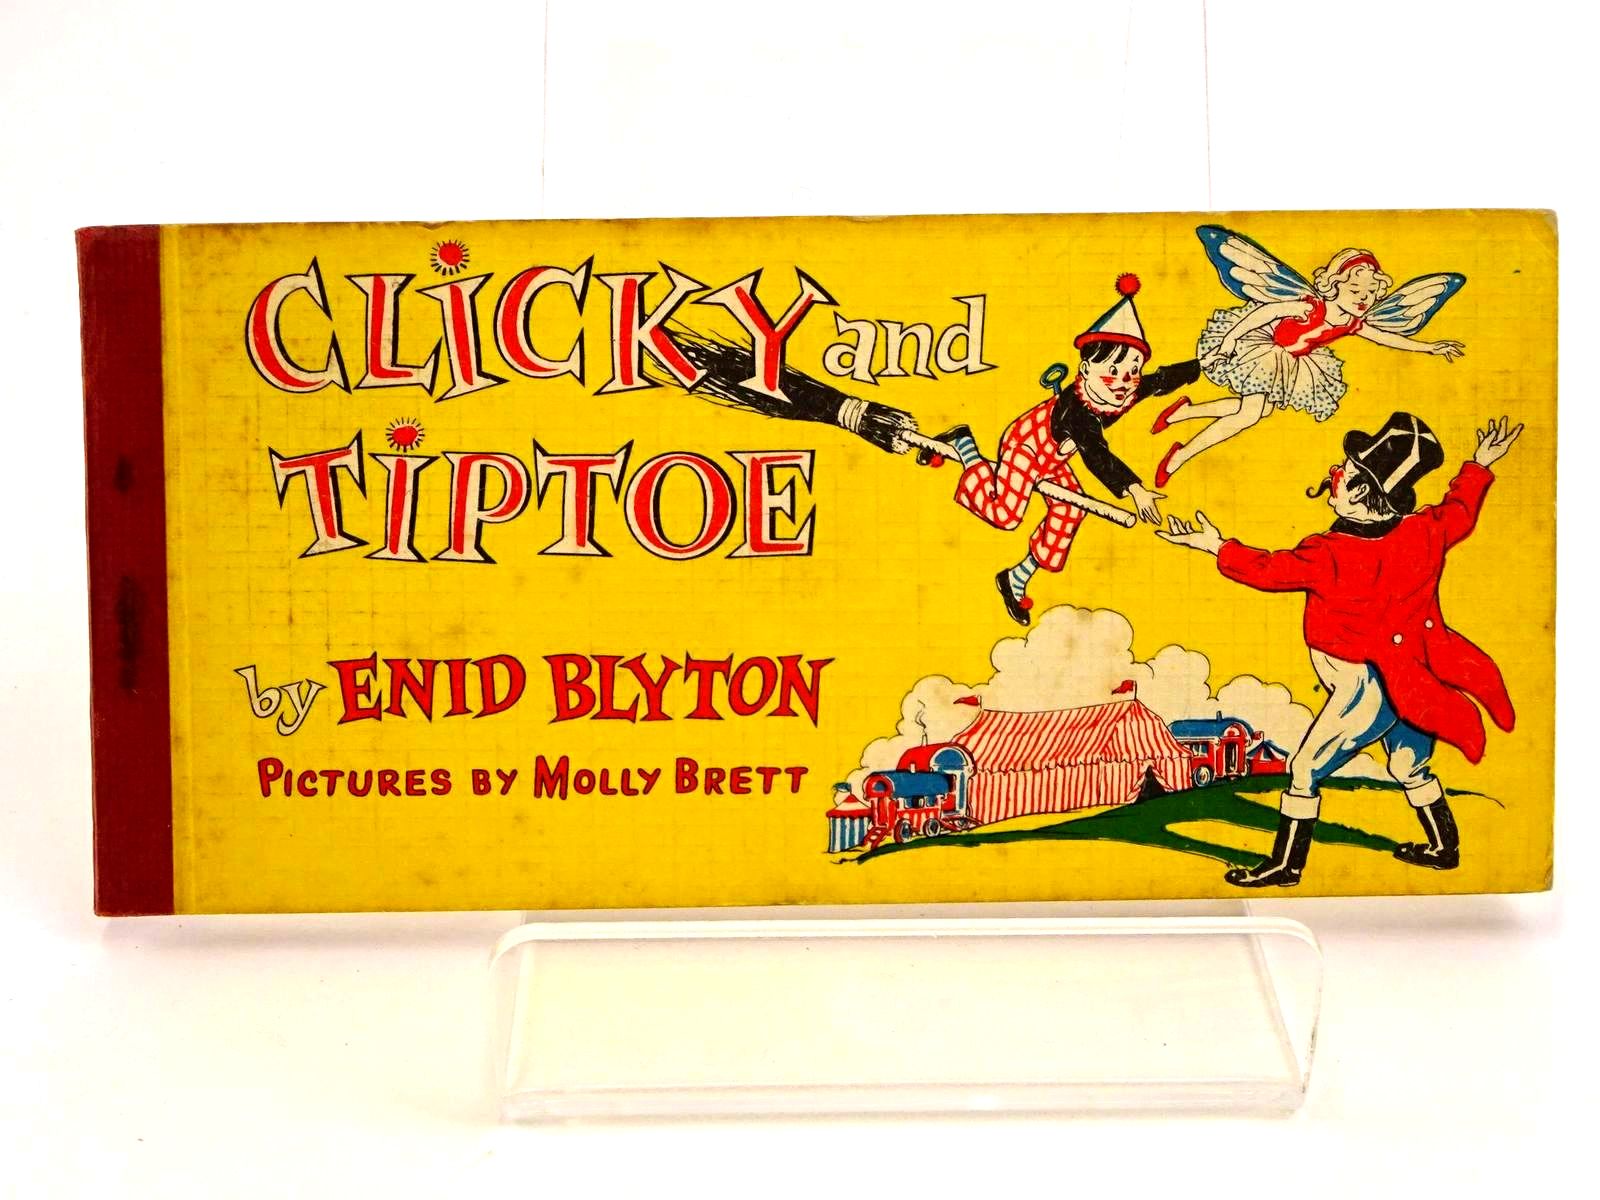 CLiCKY and
TiPTOE
by ENID BLYTON
PICTURES BY MOLLY BRETT